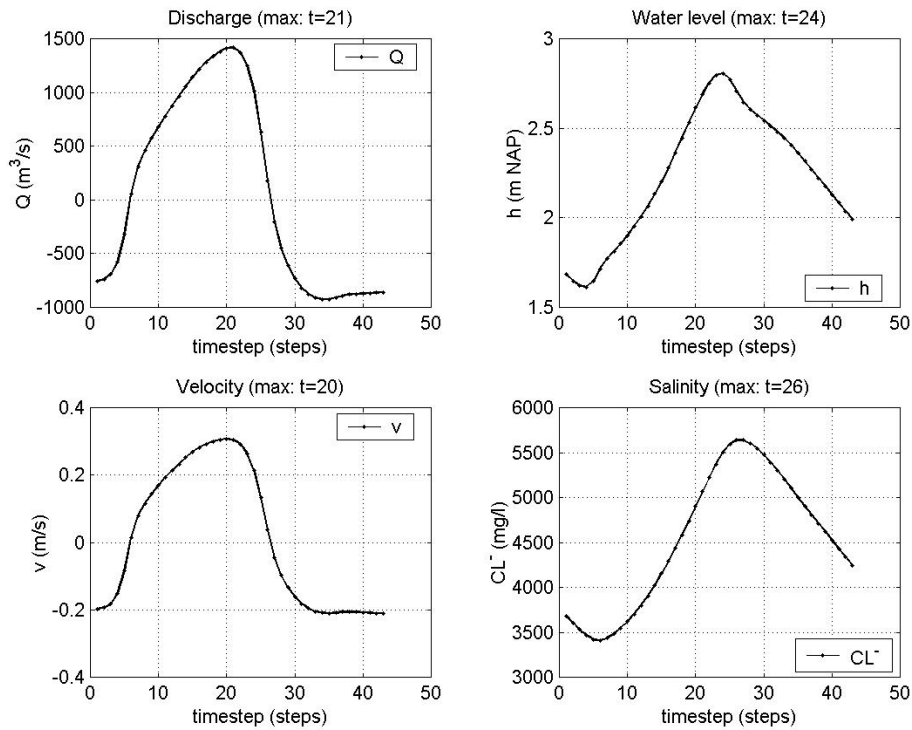 Discharge (max: t=21)
1500
1000
500
0
-500
-1000
Q (m³/s)
Q
0 10 20 30 40 50
timestep (steps)
Water level (max: t=24)
3
2.5
2
1.5
h (m NAP)
h
0 10 20 30 40 50
timestep (steps)
Velocity (max: t=20)
0.4
0.2
0
-0.2
-0.4
v (m/s)
v
0 10 20 30 40 50
timestep (steps)
Salinity (max: t=26)
6000
5500
5000
4500
4000
3500
3000
CL⁻ (mg/l)
CL⁻
0 10 20 30 40 50
timestep (steps)